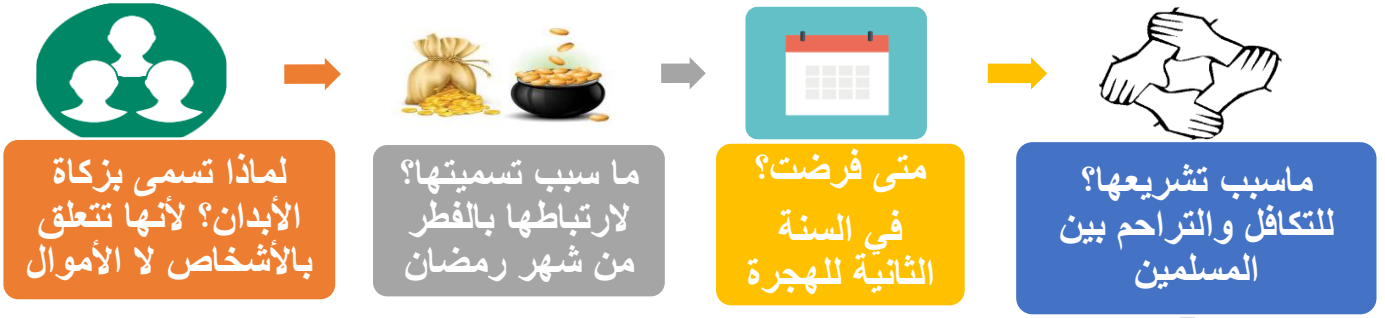 لماذا تسمى بزكاة
الأبدان؟ لأنها تتعلق
بالأشخاص لا الأموال
ما سبب تسميتها؟
لارتباطها بالفطر
من شهر رمضان
متى فرضت؟
في السنة
الثانية للهجرة
ماسبب تشريعها؟
للتكافل والتراحم بين
المسلمين